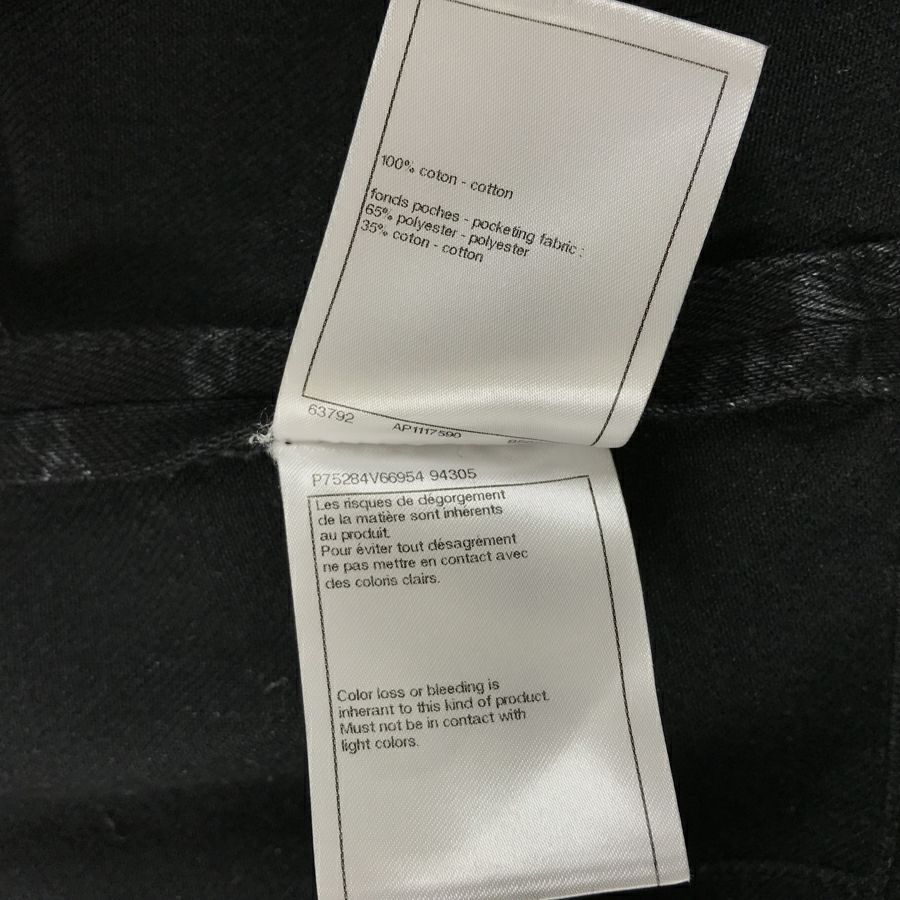 100% coton - cotton
fonds poches - pocketing fabric :
65% polyester - polyester
35% coton - cotton
63792 AP1117590
P75284V66954 94305
Les risques de dégorgement
de la matière sont inhérents
au produit.
Pour éviter tout désagrément
ne pas mettre en contact avec
des coloris clairs.
Color loss or bleeding is
inherant to this kind of product.
Must not be in contact with
light colors.